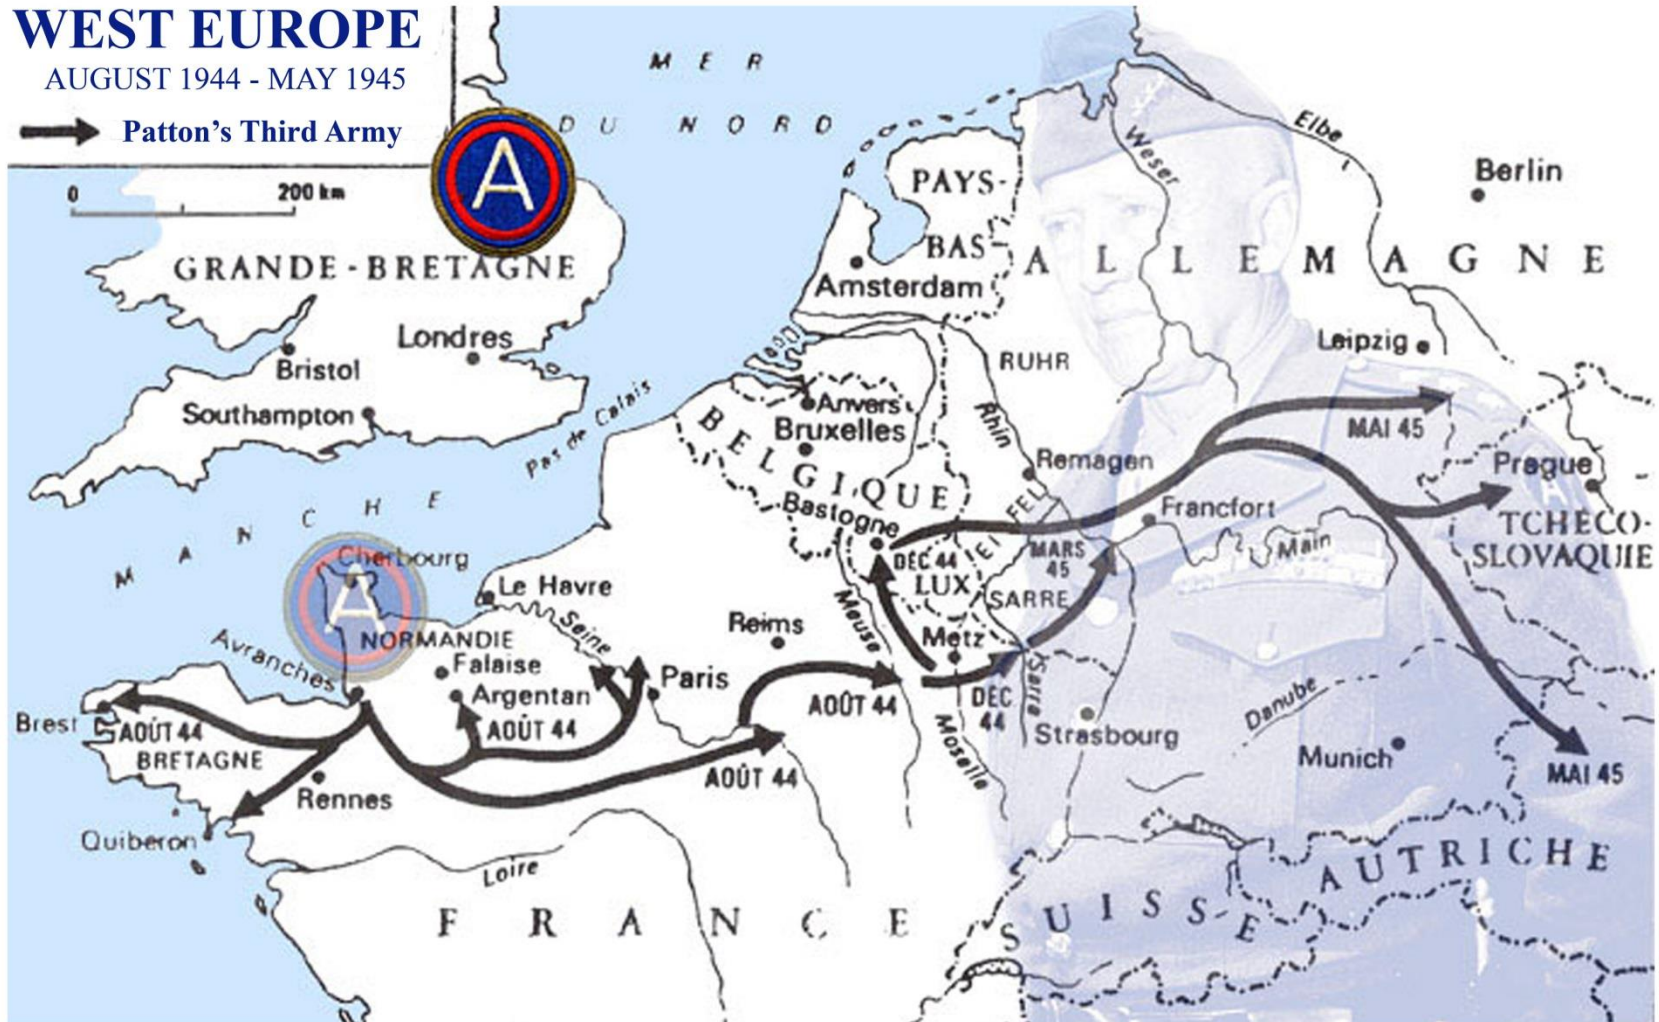 WEST EUROPE
AUGUST 1944 - MAY 1945
Patton's Third Army
0 200 km
A
MER
DU NORD
Elbe
Weser
Berlin
PAYS-
BAS
ALLEMAGNE
GRANDE-BRETAGNE
Amsterdam
Londres
Bristol
Southampton
RUHR
Leipzig
Pas de Calais
Anvers
Bruxelles
BELGIQUE
Rhin
MAI 45
Remagen
Prague
MANCHE
Bastogne
EIFEL
Francfort
TCHECO-
SLOVAQUIE
Cherbourg
A
DÉC 44
MARS
45
Main
Le Havre
LUX
SARRE
Seine
Reims
Meuse
NORMANDIE
Metz
Avranches
Falaise
Argentan
Paris
AOÛT 44
DÉC
44
Sarre
Brest
AOÛT 44
AOÛT 44
Danube
Strasbourg
BRETAGNE
Moselle
Munich
AOÛT 44
MAI 45
Rennes
Quiberon
Loire
AUTRICHE
FRANCE
SUISSE